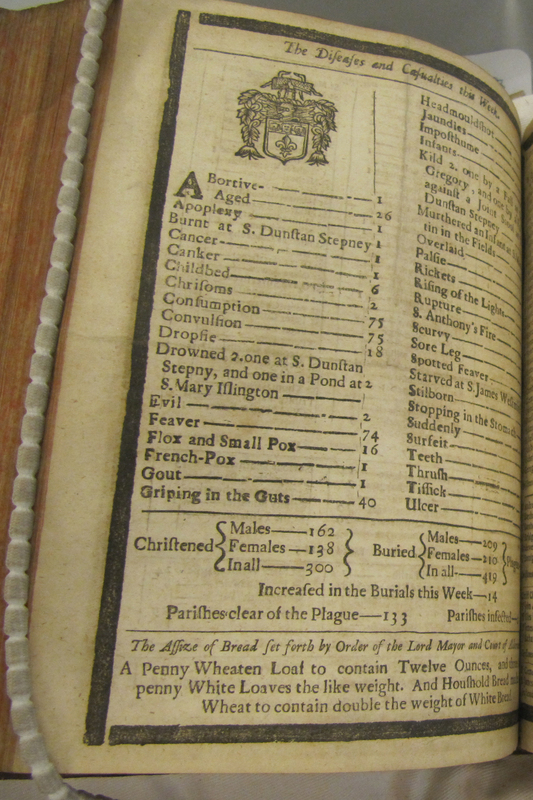 The Diſeaſes and Caſualties this Week.
ABortive- 1
Aged 26
Apoplexy 1
Burnt at S. Dunſtan Stepney 1
Cancer 1
Canker 1
Childbed 6
Chriſoms 2
Conſumption 75
Convulſion 75
Dropſie 18
Drowned 2. one at S. Dunſtan
Stepny, and one in a Pond at 2
S. Mary Iſlington
Evil 2
Feaver 74
Flox and Small Pox 16
French-Pox 1
Gout 1
Griping in the Guts 40
Headmouldſhot
Jaundies
Impoſthume
Infants
Kild 2. one by a Fall
Gregory, and one by
againſt a Joint
Dunſtan Stepney
Murthered an Infant at
tin in the Fields
Overlaid
Palſie
Rickets
Riſing of the Lights
Rupture
S. Anthony's Fire
Scurvy
Sore Leg
Spotted Feaver
Starved at S. James
Stilborn
Stopping in the Stomach
Suddenly
Surfeit
Teeth
Thruſh
Tiſſick
Ulcer
Chriſtened Males 162
Females 138
In all 300
Buried Males 209
Females 210
In all 419
Increaſed in the Burials this Week 14
Pariſhes clear of the Plague 133 Pariſhes infected
The Aſſize of Bread ſet forth by Order of the Lord Mayor and Court of
A Penny Wheaten Loaf to contain Twelve Ounces, and
penny White Loaves the like weight. And Houſhold Bread
Wheat to contain double the weight of White